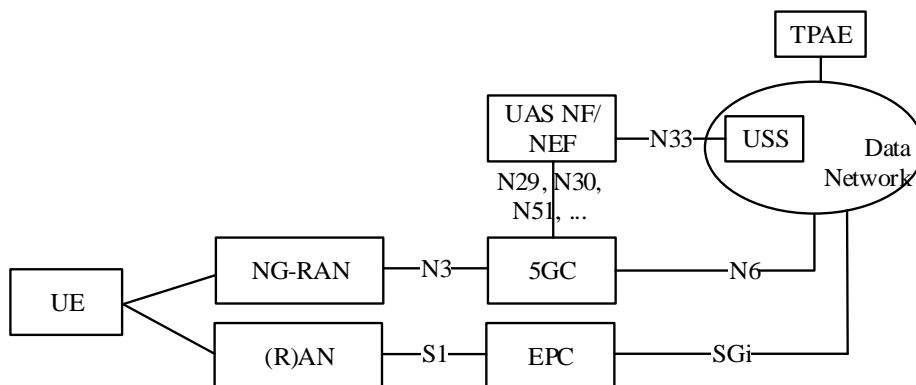 TPAE
UAS NF/
NEF
N33
USS
Data
Network
N29, N30,
N51, ...
NG-RAN
N3
5GC
N6
UE
(R)AN
S1
EPC
SGi